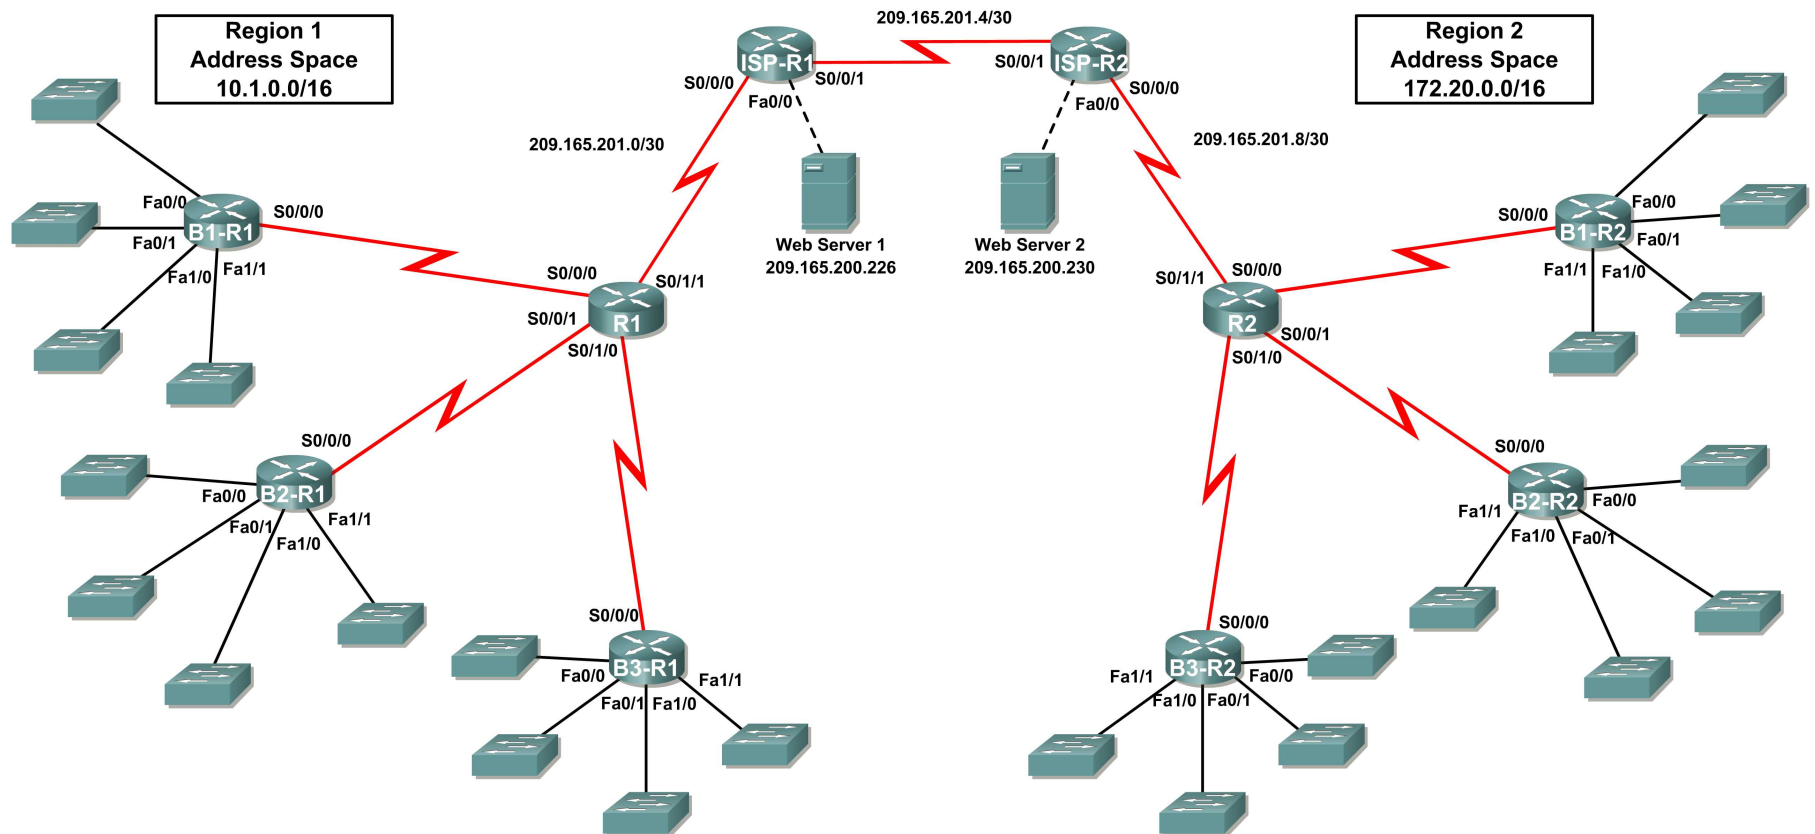 Region 1
Address Space
10.1.0.0/16
209.165.201.4/30
Region 2
Address Space
172.20.0.0/16
ISP-R1
S0/0/0
S0/0/1
Fa0/0
ISP-R2
S0/0/1
S0/0/0
Fa0/0
209.165.201.0/30
209.165.201.8/30
Web Server 1
209.165.200.226
Web Server 2
209.165.200.230
B1-R1
Fa0/0
S0/0/0
Fa0/1
Fa1/0
Fa1/1
R1
S0/0/0
S0/1/1
S0/0/1
S0/1/0
R2
S0/1/1
S0/0/0
S0/0/1
S0/1/0
B1-R2
S0/0/0
Fa0/0
Fa0/1
Fa1/1
Fa1/0
B2-R1
S0/0/0
Fa0/0
Fa0/1
Fa1/1
Fa1/0
B2-R2
S0/0/0
Fa0/0
Fa1/1
Fa1/0
Fa0/1
B3-R1
S0/0/0
Fa0/0
Fa1/1
Fa0/1
Fa1/0
B3-R2
S0/0/0
Fa1/1
Fa0/0
Fa1/0
Fa0/1